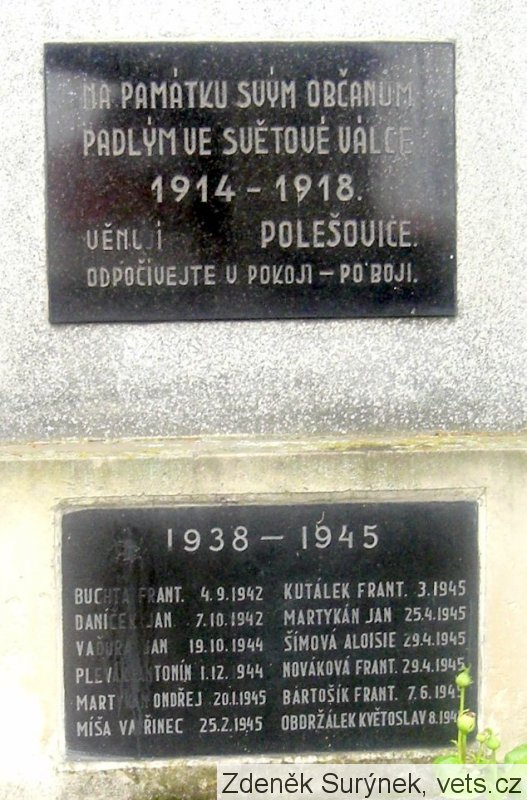 NA PAMÁTKU SVÝM OBČANŮM
PADLÝM VE SVĚTOVÉ VÁLCE
1914 - 1918.
VĚNUJÍ POLEŠOVICE.
ODPOČÍVEJTE V POKOJI - PO BOJI.
1938 - 1945
BUCHTA FRANT. 4.9.1942 KUTÁLEK FRANT. 3.1945
DANÍČEK JAN 7.10.1942 MARTYKÁN JAN 25.4.1945
VAĎURA JAN 19.10.1944 ŠÍMOVÁ ALOISIE 29.4.1945
PLEVÁK ANTONÍN 1.12. 944 NOVÁKOVÁ FRANT. 29.4.1945
MARTYKÁN ONDŘEJ 20.1.1945 BARTOŠÍK FRANT. 7.6.1945
MÍŠA VAVŘINEC 25.2.1945 OBDRŽÁLEK KVĚTOSLAV 8.1945
Zdeněk Surýnek, vets.cz